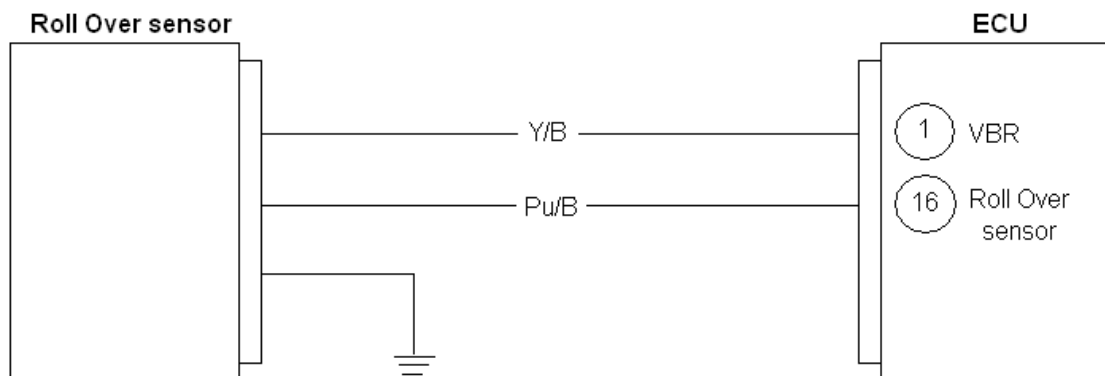 Roll Over sensor
ECU
Y/B
1
VBR
Pu/B
16
Roll Over
sensor